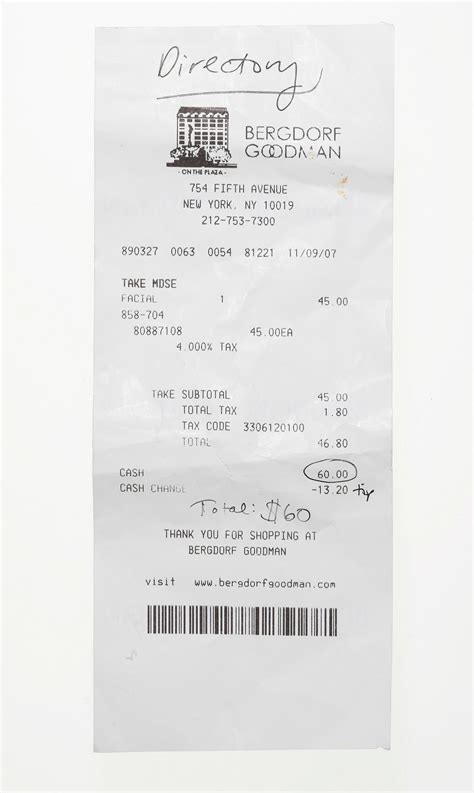 Directory
BERGDORF
GOODMAN
- ON THE PLAZA -
754 FIFTH AVENUE
NEW YORK, NY 10019
212-753-7300
890327 0063 0054 81221 11/09/07
TAKE MDSE
FACIAL 1 45.00
858-704
80887108 45.00EA
4.000% TAX
TAKE SUBTOTAL 45.00
TOTAL TAX 1.80
TAX CODE 3306120100
TOTAL 46.80
CASH 60.00
CASH CHANGE -13.20 tip
Total: $60
THANK YOU FOR SHOPPING AT
BERGDORF GOODMAN
visit www.bergdorfgoodman.com